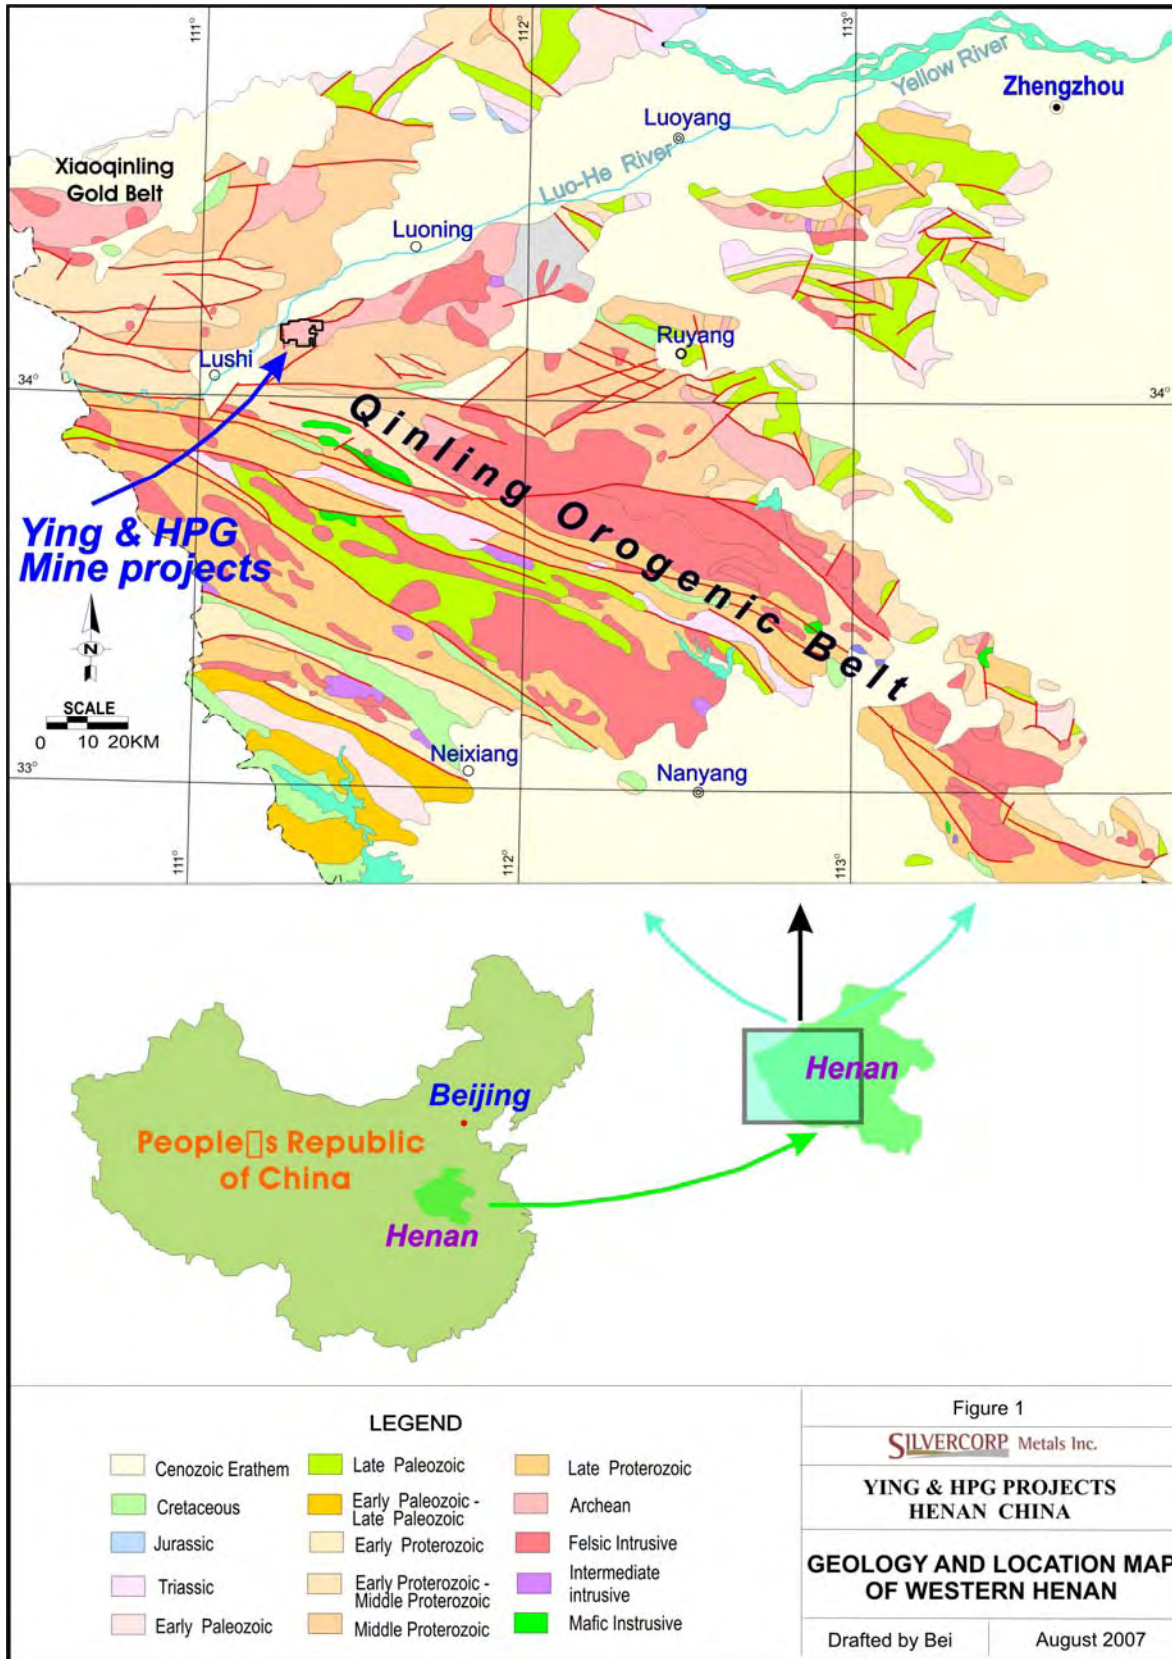 111°
112°
113°
Yellow River
Zhengzhou
Luoyang
Xiaoqinling
Gold Belt
Luo-He River
Luoning
Ruyang
Lushi
34°
34°
Qinling Orogenic Belt
Ying & HPG
Mine projects
N
SCALE
0 10 20KM
Neixiang
Nanyang
33°
111°
112°
113°
Henan
Beijing
People□s Republic
of China
Henan
LEGEND
Cenozoic Erathem
Late Paleozoic
Late Proterozoic
Cretaceous
Early Paleozoic -
Late Paleozoic
Archean
Jurassic
Early Proterozoic
Felsic Intrusive
Triassic
Early Proterozoic -
Middle Proterozoic
Intermediate
intrusive
Early Paleozoic
Middle Proterozoic
Mafic Instrusive
Figure 1
SILVERCORP Metals Inc.
YING & HPG PROJECTS
HENAN CHINA
GEOLOGY AND LOCATION MAP
OF WESTERN HENAN
Drafted by Bei
August 2007